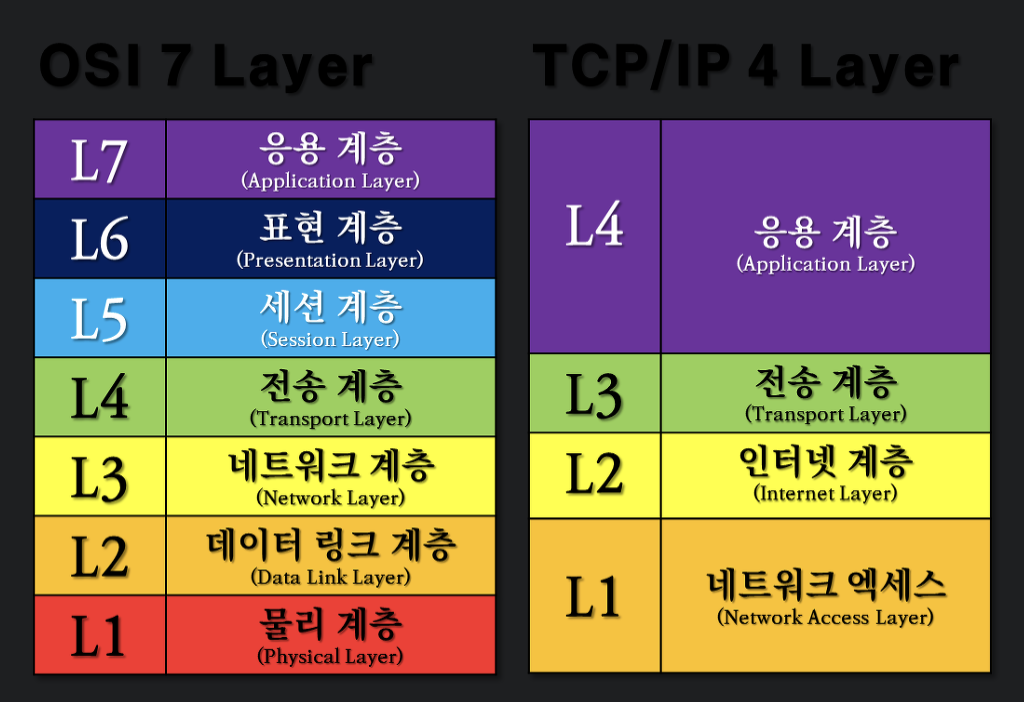 OSI 7 Layer
L7
응용 계층
(Application Layer)
L6
표현 계층
(Presentation Layer)
L5
세션 계층
(Session Layer)
L4
전송 계층
(Transport Layer)
L3
네트워크 계층
(Network Layer)
L2
데이터 링크 계층
(Data Link Layer)
L1
물리 계층
(Physical Layer)
TCP/IP 4 Layer
L4
응용 계층
(Application Layer)
L3
전송 계층
(Transport Layer)
L2
인터넷 계층
(Internet Layer)
L1
네트워크 엑세스
(Network Access Layer)